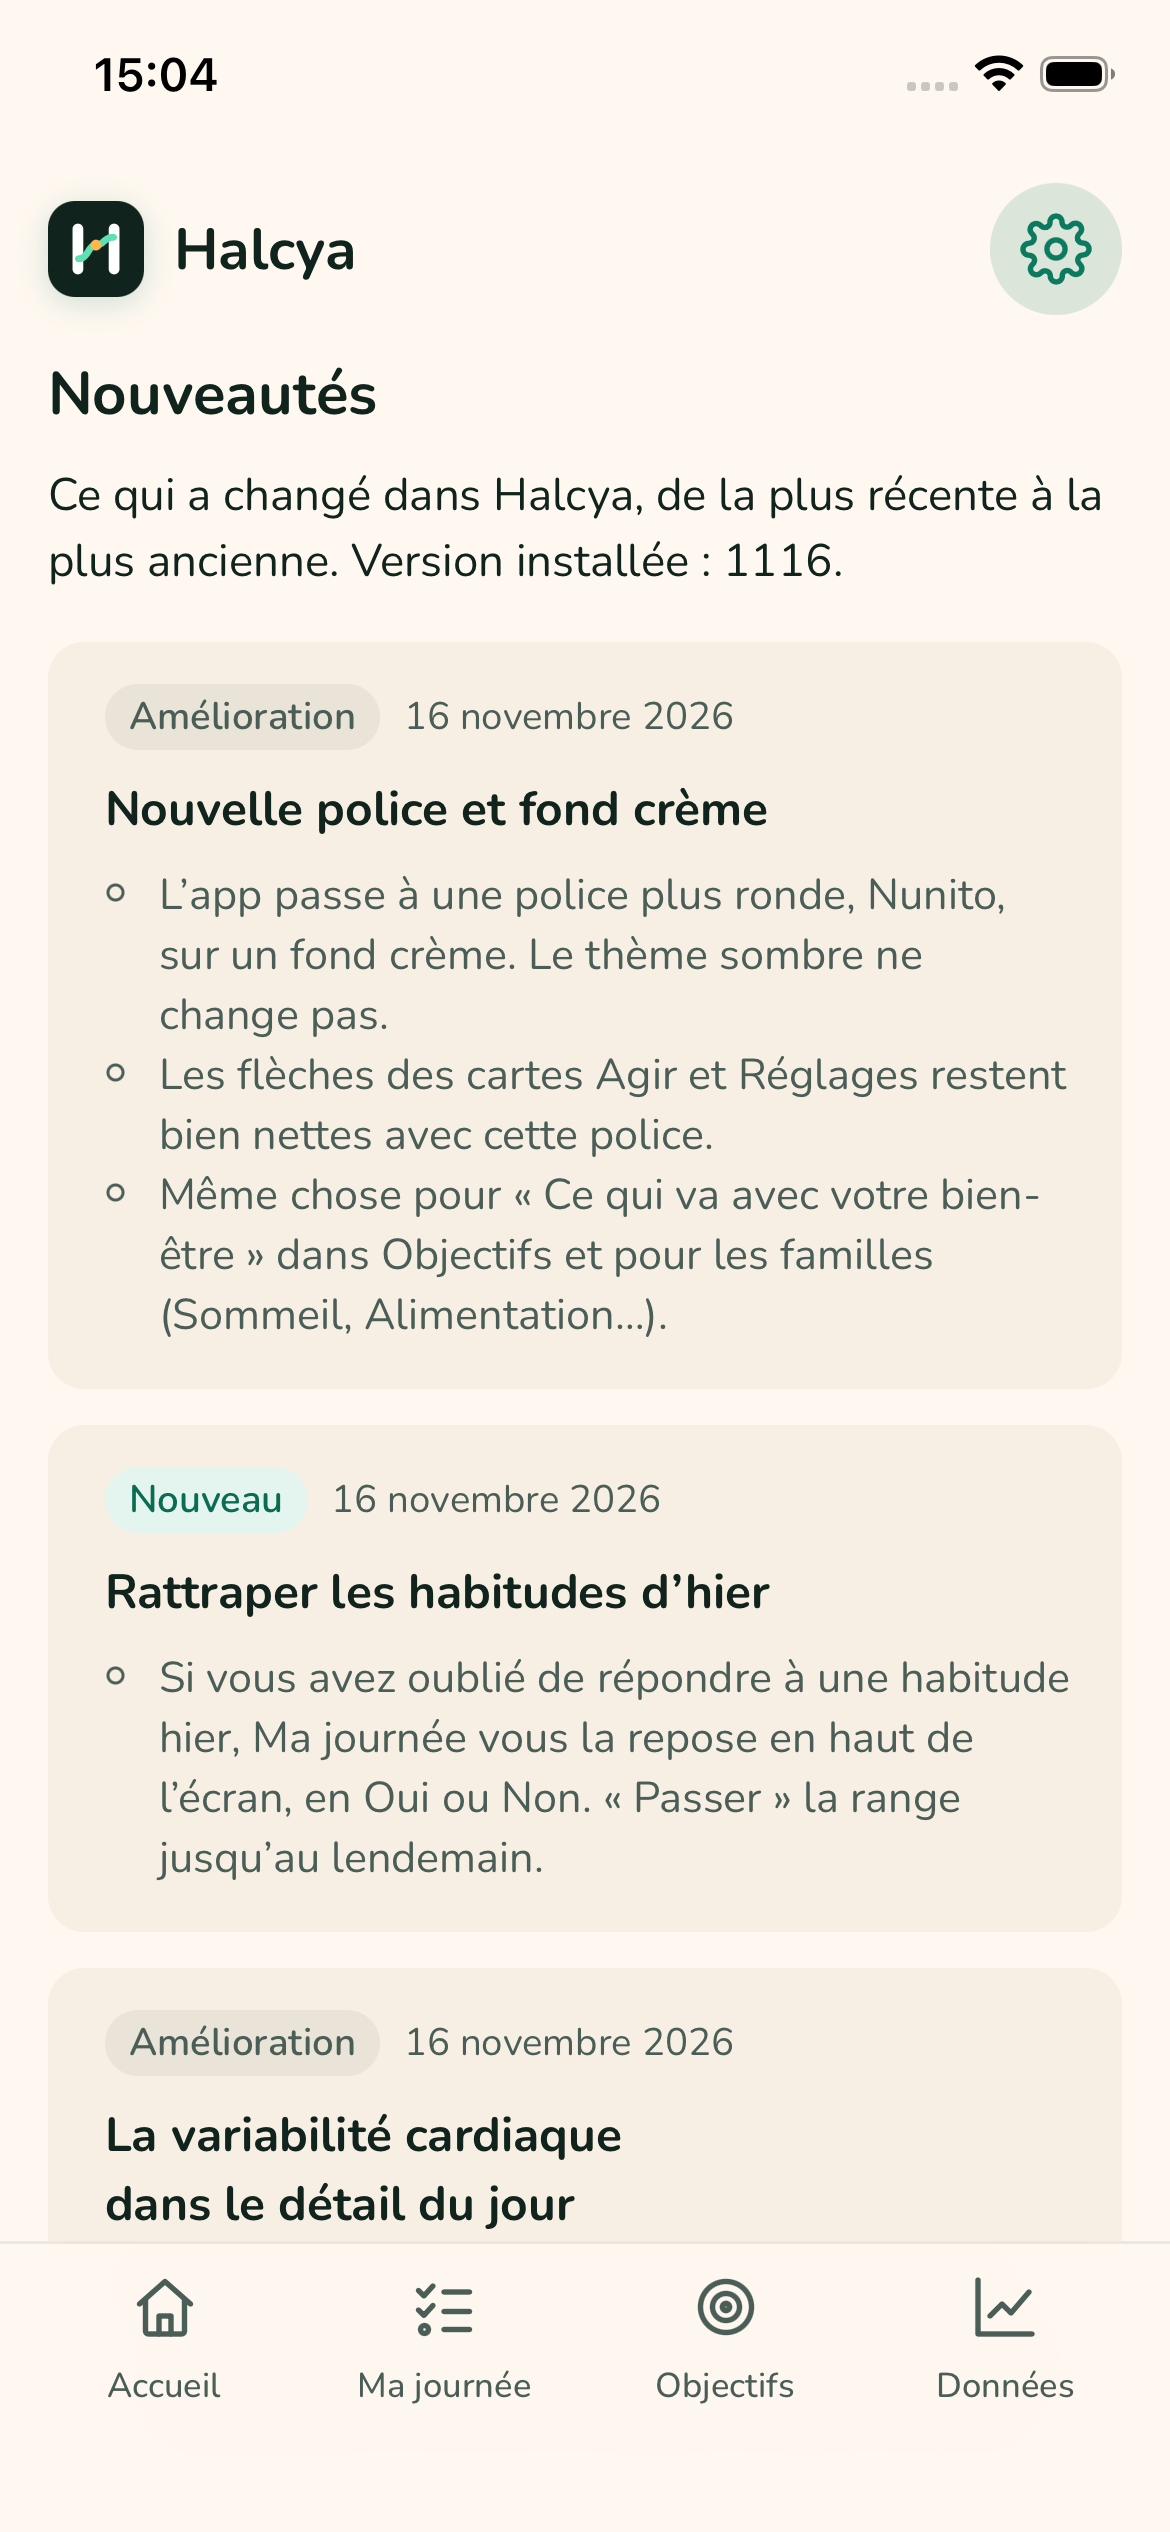 15:04
Halcya
Nouveautés
Ce qui a changé dans Halcya, de la plus récente à la
plus ancienne. Version installée : 1116.
Amélioration 16 novembre 2026
Nouvelle police et fond crème
L’app passe à une police plus ronde, Nunito,
sur un fond crème. Le thème sombre ne
change pas.
Les flèches des cartes Agir et Réglages restent
bien nettes avec cette police.
Même chose pour « Ce qui va avec votre bien-
être » dans Objectifs et pour les familles
(Sommeil, Alimentation…).
Nouveau 16 novembre 2026
Rattraper les habitudes d’hier
Si vous avez oublié de répondre à une habitude
hier, Ma journée vous la repose en haut de
l’écran, en Oui ou Non. « Passer » la range
jusqu’au lendemain.
Amélioration 16 novembre 2026
La variabilité cardiaque
dans le détail du jour
Accueil Ma journée Objectifs Données